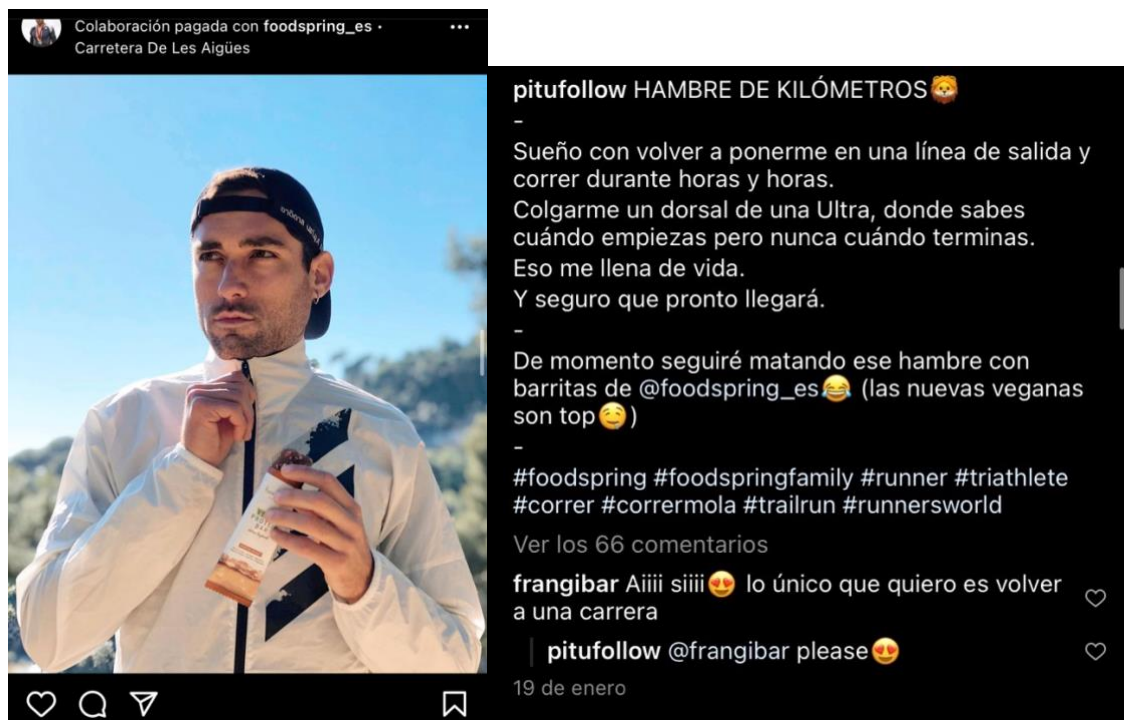 Colaboración pagada con foodspring_es •
Carretera De Les Aigües
pitufollow HAMBRE DE KILÓMETROS🦁
-
Sueño con volver a ponerme en una línea de salida y
correr durante horas y horas.
Colgarme un dorsal de una Ultra, donde sabes
cuándo empiezas pero nunca cuándo terminas.
Eso me llena de vida.
Y seguro que pronto llegará.
-
De momento seguiré matando ese hambre con
barritas de @foodspring_es😂 (las nuevas veganas
son top🤤)
-
#foodspring #foodspringfamily #runner #triathlete
#correr #corrermola #trailrun #runnersworld
Ver los 66 comentarios
frangibar Aiiii siiii😍 lo único que quiero es volver
a una carrera
pitufollow @frangibar please😍
19 de enero